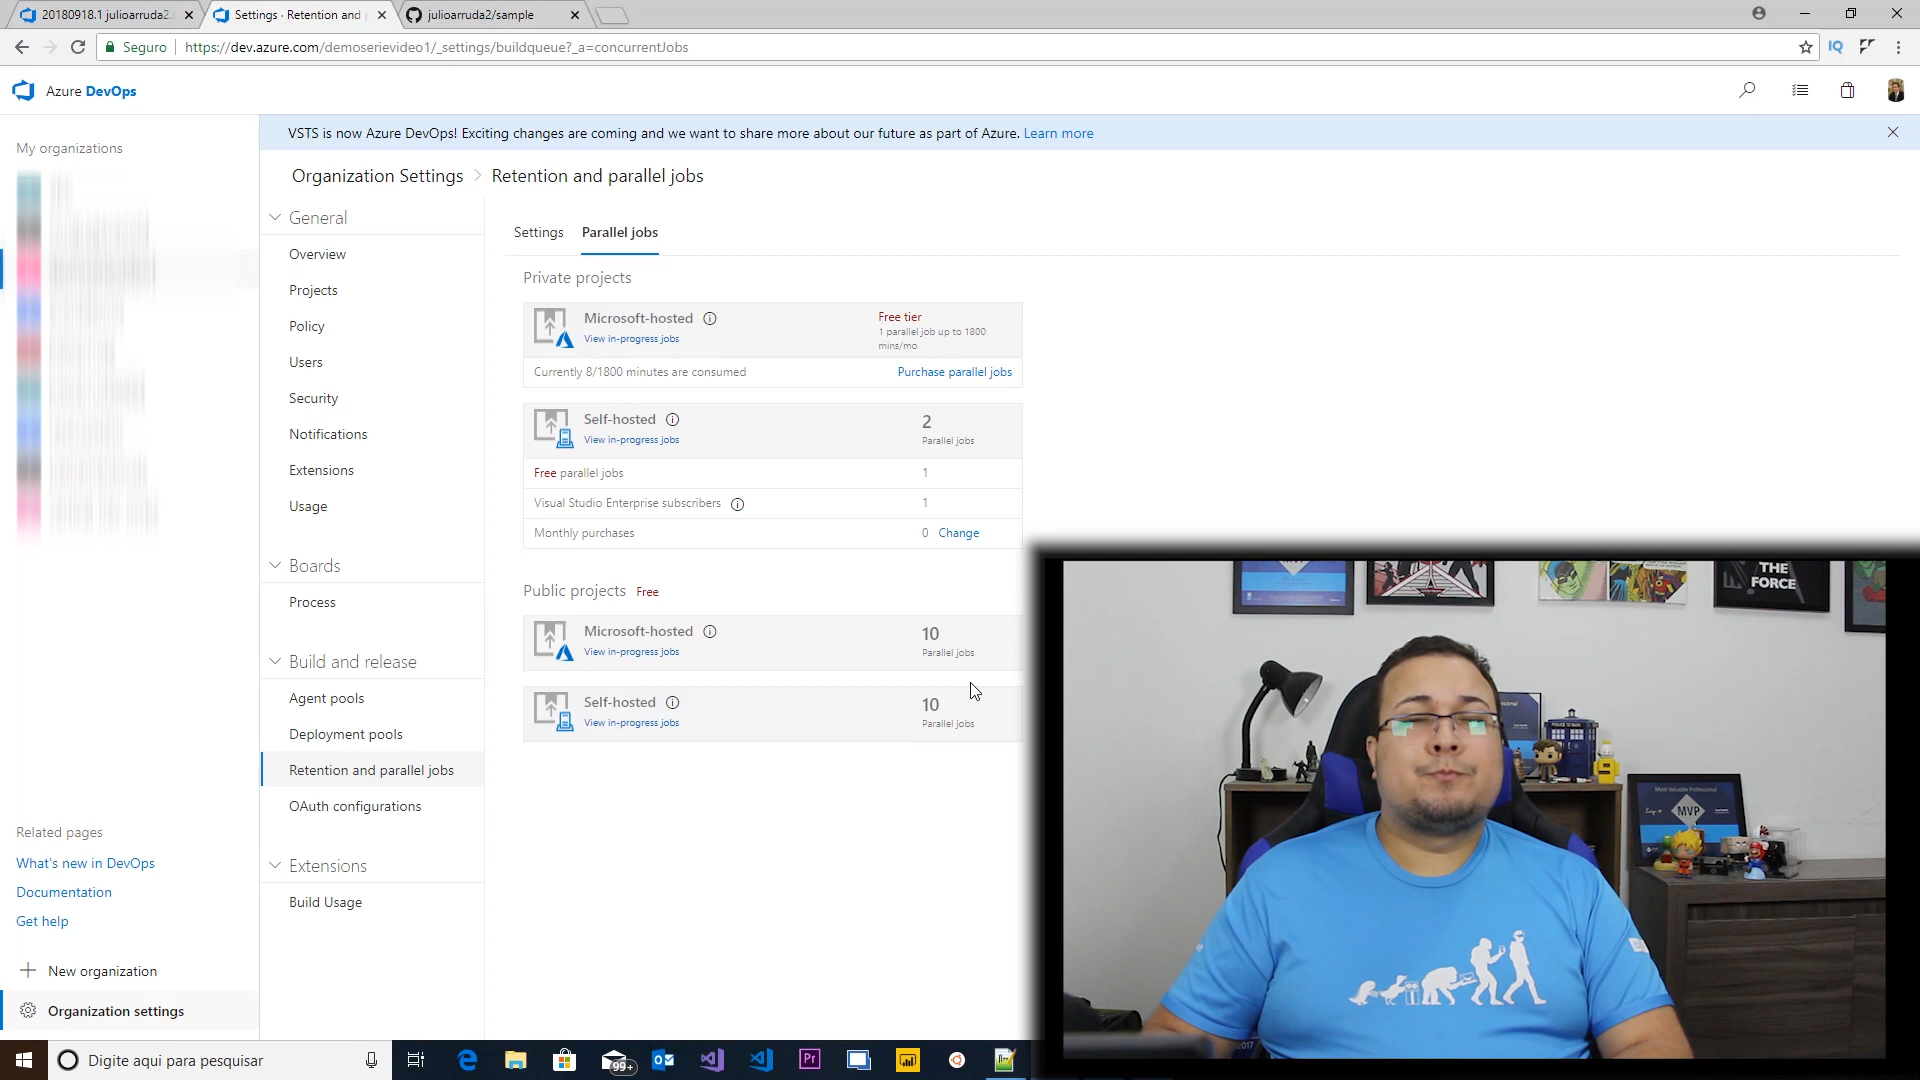 20180918.1 julioarruda2.
Settings · Retention and
julioarruda2/sample
Seguro
https://dev.azure.com/demoserievideo1/_settings/buildqueue?_a=concurrentJobs
IQ
Azure DevOps
My organizations
VSTS is now Azure DevOps! Exciting changes are coming and we want to share more about our future as part of Azure. Learn more
Organization Settings > Retention and parallel jobs
General
Overview
Projects
Policy
Users
Security
Notifications
Extensions
Usage
Boards
Process
Build and release
Agent pools
Deployment pools
Retention and parallel jobs
OAuth configurations
Extensions
Build Usage
Settings
Parallel jobs
Private projects
Microsoft-hosted
View in-progress jobs
Free tier
1 parallel job up to 1800
mins/mo
Currently 8/1800 minutes are consumed
Purchase parallel jobs
Self-hosted
View in-progress jobs
2
Parallel jobs
Free parallel jobs 1
Visual Studio Enterprise subscribers 1
Monthly purchases 0 Change
Public projects Free
Microsoft-hosted
View in-progress jobs
10
Parallel jobs
Self-hosted
View in-progress jobs
10
Parallel jobs
Related pages
What's new in DevOps
Documentation
Get help
New organization
Organization settings
THE
FORCE
Most Valuable Professional
MVP
Digite aqui para pesquisar
99+
Pr